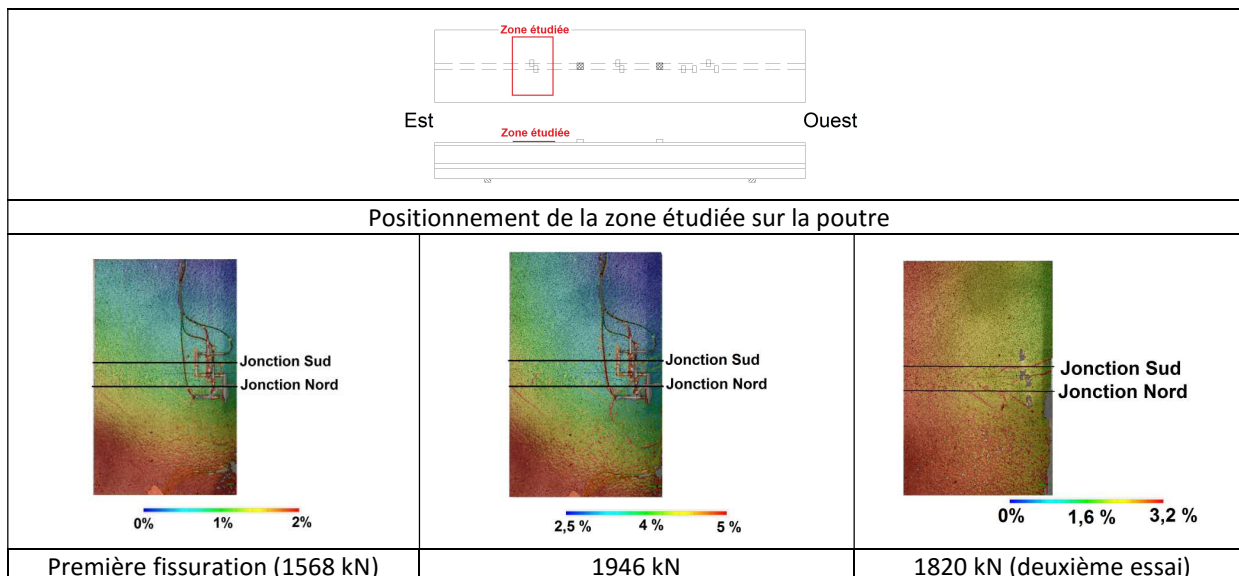 Zone étudiée
Est
Ouest
Zone étudiée
Positionnement de la zone étudiée sur la poutre
Jonction Sud
Jonction Nord
0% 1% 2%
Première fissuration (1568 kN)
Jonction Sud
Jonction Nord
2,5 % 4 % 5 %
1946 kN
Jonction Sud
Jonction Nord
0% 1,6 % 3,2 %
1820 kN (deuxième essai)